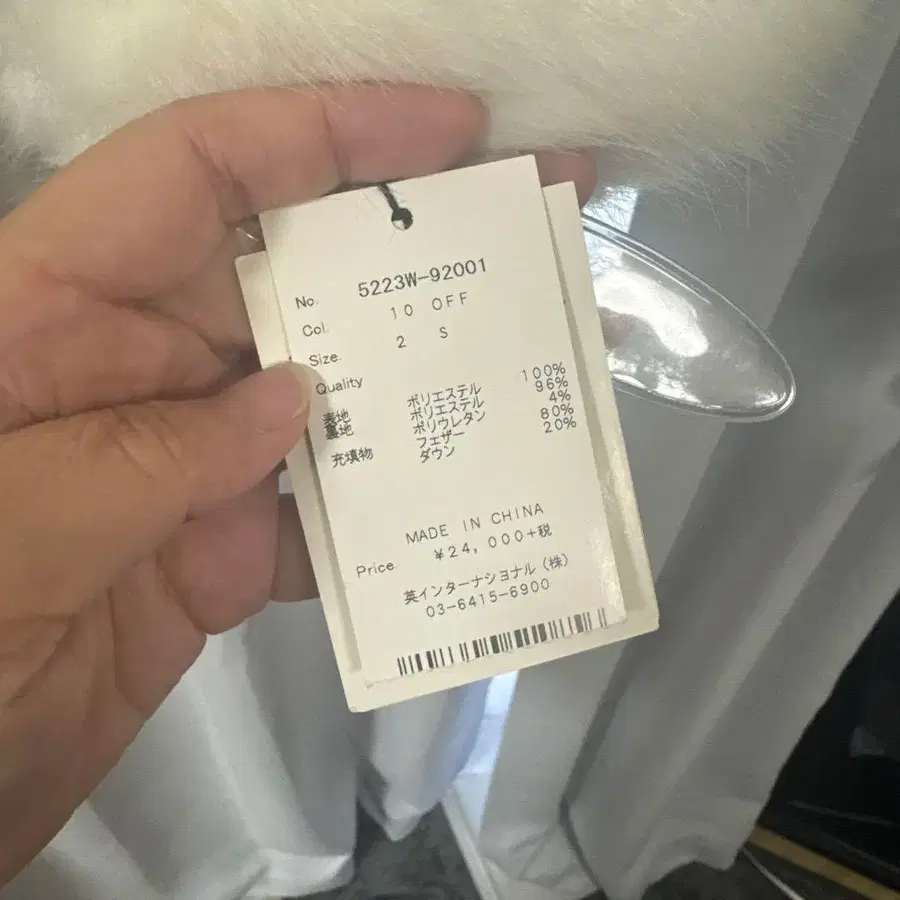 No. 5223W-92001
Col. 10 OFF
Size. 2 S
Quality
表地 ポリエステル 100%
裏地 ポリエステル 96%
ポリウレタン 4%
充填物 フェザー 80%
ダウン 20%
MADE IN CHINA
Price ¥24,000+税
英インターナショナル(株)
03-6415-6900